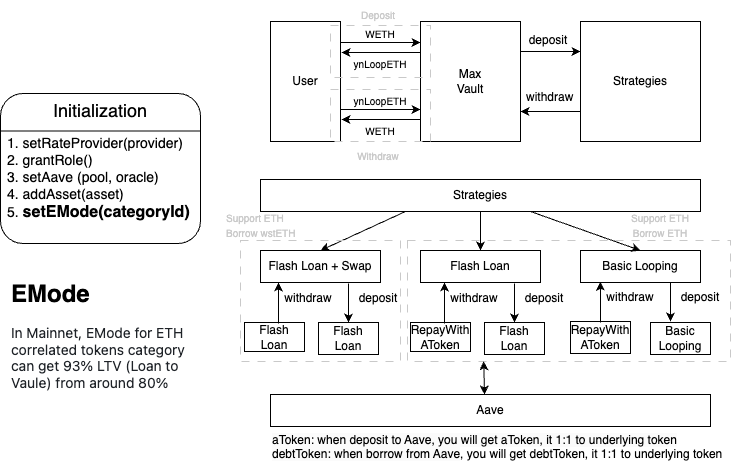 Deposit
WETH
ynLoopETH
User
Max
Vault
deposit
withdraw
Strategies
ynLoopETH
WETH
Withdraw
Initialization
1. setRateProvider(provider)
2. grantRole()
3. setAave (pool, oracle)
4. addAsset(asset)
5. setEMode(categoryId)
EMode
In Mainnet, EMode for ETH
correlated tokens category
can get 93% LTV (Loan to
Vaule) from around 80%
Strategies
Support ETH
Borrow wstETH
Support ETH
Borrow ETH
Flash Loan + Swap
Flash Loan
Basic Looping
withdraw
deposit
withdraw
deposit
withdraw
deposit
Flash
Loan
Flash
Loan
RepayWith
AToken
Flash
Loan
RepayWith
AToken
Basic
Looping
Aave
aToken: when deposit to Aave, you will get aToken, it 1:1 to underlying token
debtToken: when borrow from Aave, you will get debtToken, it 1:1 to underlying token